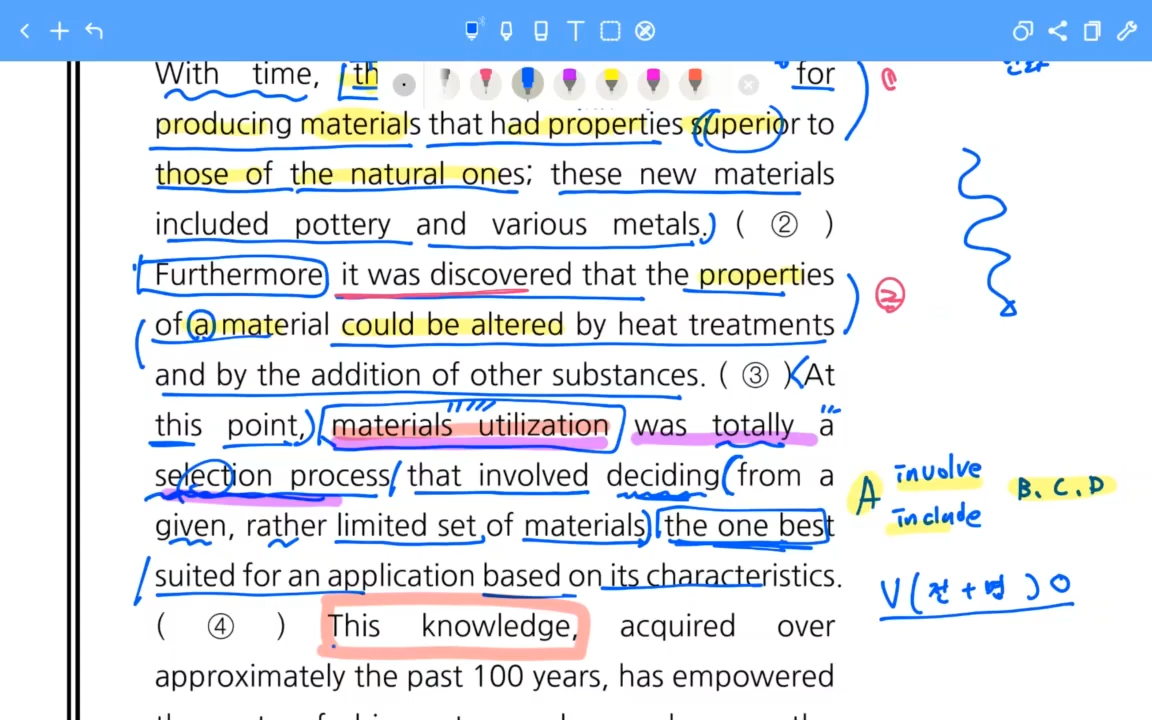 With time, th for ①
producing materials that had properties superior to
those of the natural ones; these new materials
included pottery and various metals. ( ② )
Furthermore it was discovered that the properties ②
of a material could be altered by heat treatments
and by the addition of other substances. ( ③ ) At
this point, materials utilization was totally a
selection process that involved deciding from a
given, rather limited set of materials the one best
suited for an application based on its characteristics.
( ④ ) This knowledge, acquired over
approximately the past 100 years, has empowered
A involve include B. C. D
V (전+명) O